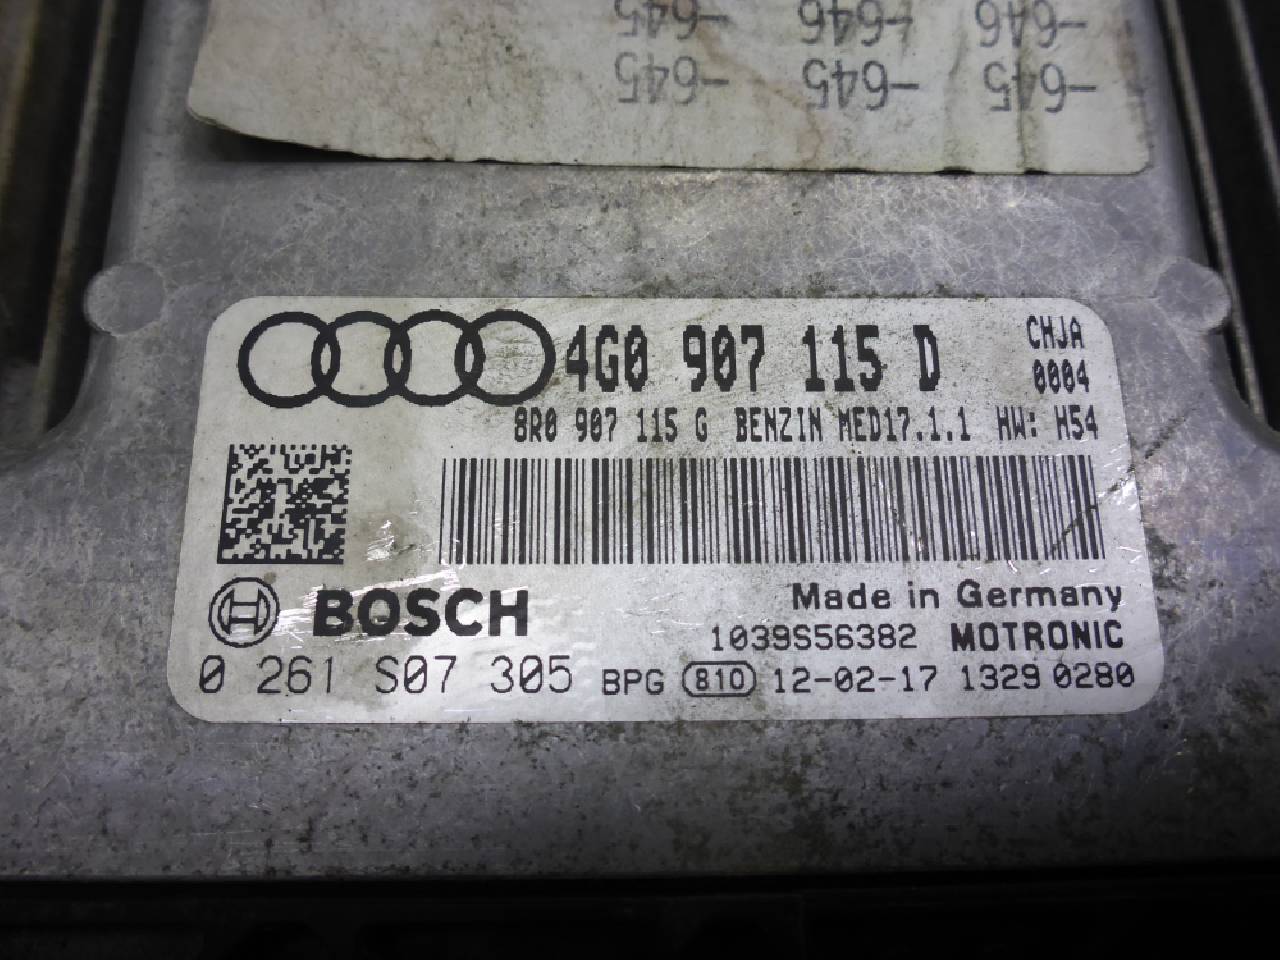 -645 -646 -646
-645 -645 -645
4G0 907 115 D CHJA
0004
8R0 907 115 G BENZIN MED17.1.1 HW: H54
BOSCH Made in Germany
1039S56382 MOTRONIC
0 261 S07 305 BPG 810 12-02-17 1329 0280